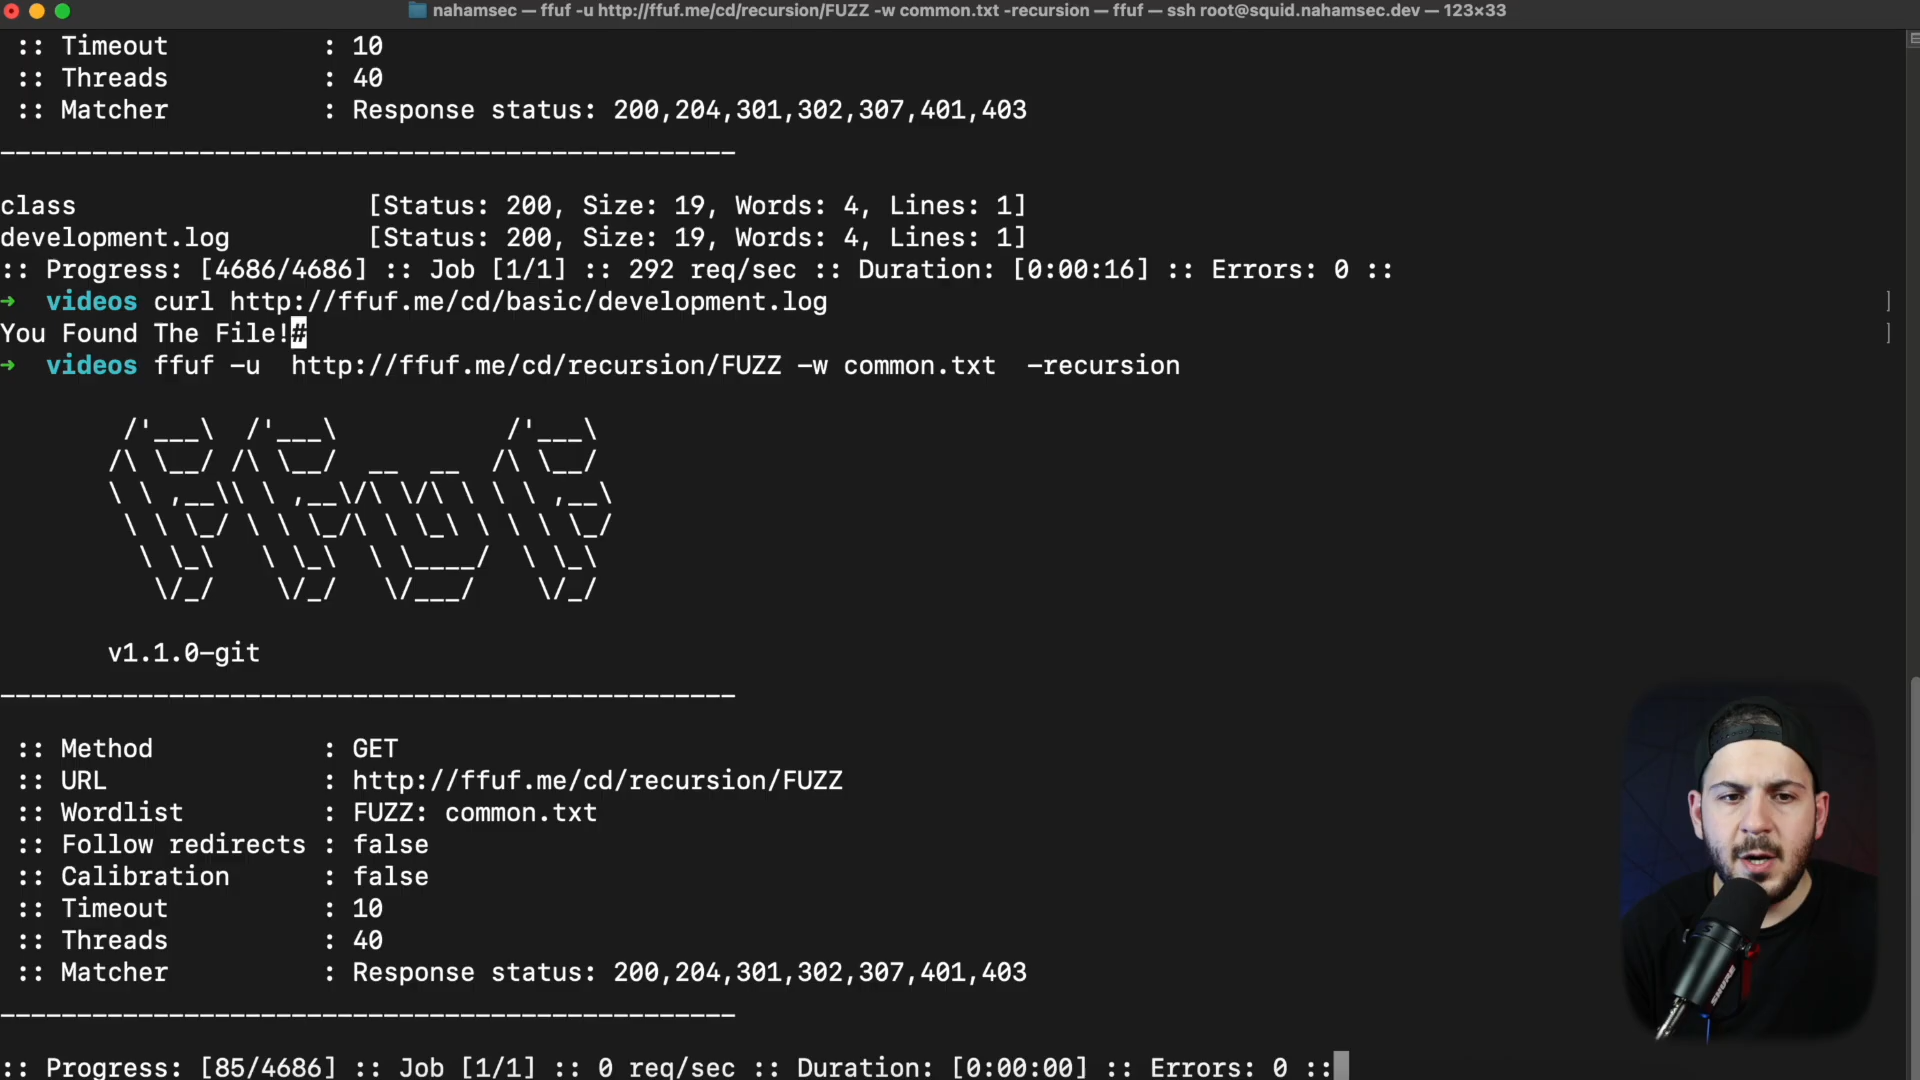 nahamsec — ffuf -u http://ffuf.me/cd/recursion/FUZZ -w common.txt -recursion — ffuf — ssh root@squid.nahamsec.dev — 123×33
:: Timeout : 10
:: Threads : 40
:: Matcher : Response status: 200,204,301,302,307,401,403
________________________________________________
class [Status: 200, Size: 19, Words: 4, Lines: 1]
development.log [Status: 200, Size: 19, Words: 4, Lines: 1]
:: Progress: [4686/4686] :: Job [1/1] :: 292 req/sec :: Duration: [0:00:16] :: Errors: 0 ::
➜ videos curl http://ffuf.me/cd/basic/development.log
You Found The File!#
➜ videos ffuf -u  http://ffuf.me/cd/recursion/FUZZ -w common.txt  -recursion
        /'___\  /'___\           /'___\
       /\ \__/ /\ \__/  __  __  /\ \__/
       \ \ ,__\\ \ ,__\/\ \/\ \ \ \ ,__\
        \ \ \_/ \ \ \_/\ \ \_\ \ \ \ \_/
         \ \_\   \ \_\  \ \____/  \ \_\
          \/_/    \/_/   \/___/    \/_/
v1.1.0-git
________________________________________________
:: Method : GET
:: URL : http://ffuf.me/cd/recursion/FUZZ
:: Wordlist : FUZZ: common.txt
:: Follow redirects : false
:: Calibration : false
:: Timeout : 10
:: Threads : 40
:: Matcher : Response status: 200,204,301,302,307,401,403
________________________________________________
:: Progress: [85/4686] :: Job [1/1] :: 0 req/sec :: Duration: [0:00:00] :: Errors: 0 ::